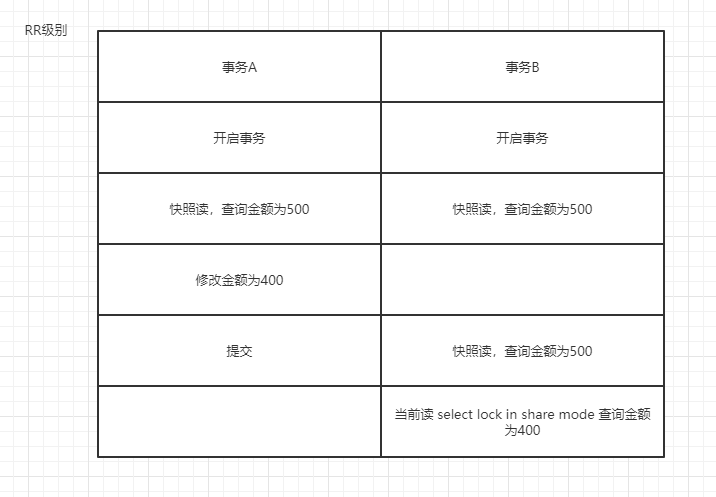 RR级别
事务A
事务B
开启事务
开启事务
快照读，查询金额为500
快照读，查询金额为500
修改金额为400
提交
快照读，查询金额为500
当前读 select lock in share mode 查询金额
为400